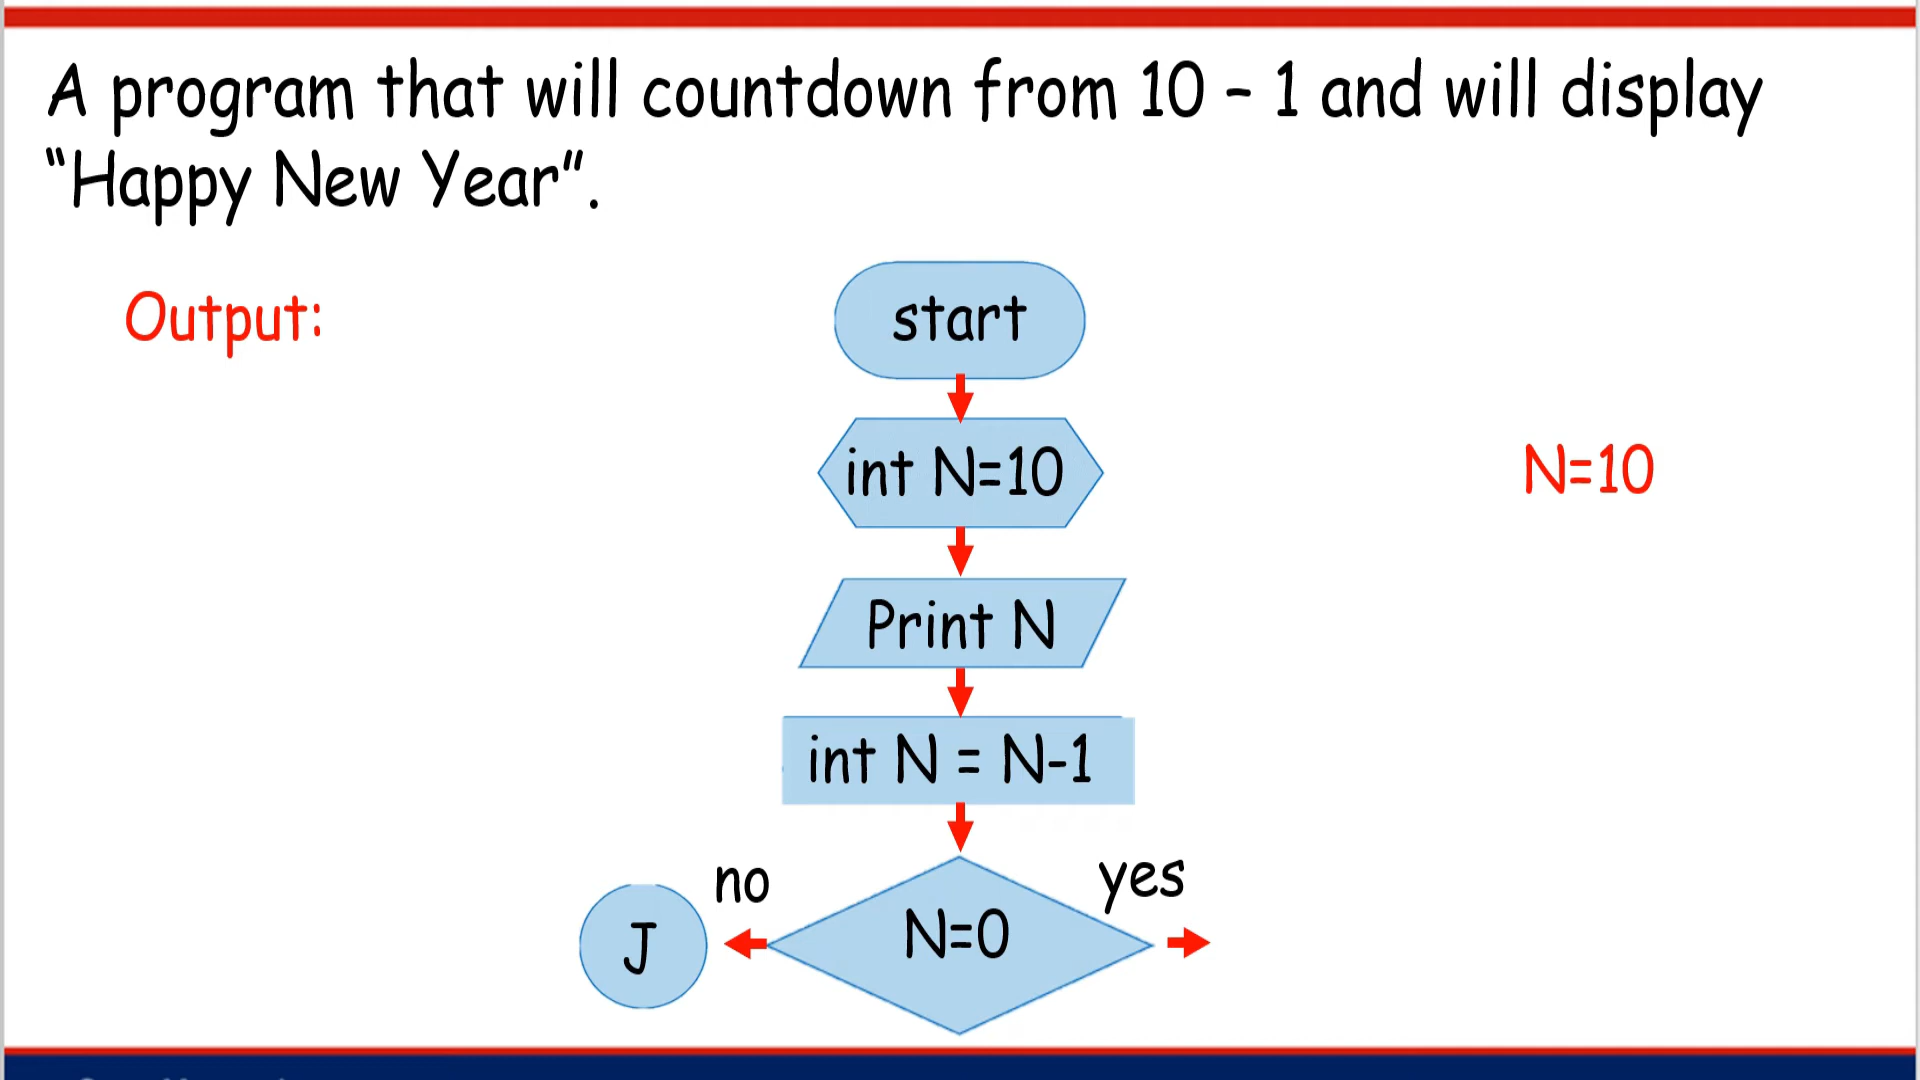 A program that will countdown from 10 – 1 and will display
“Happy New Year”.
Output:
start
int N=10
N=10
Print N
int N = N-1
no
yes
J
N=0